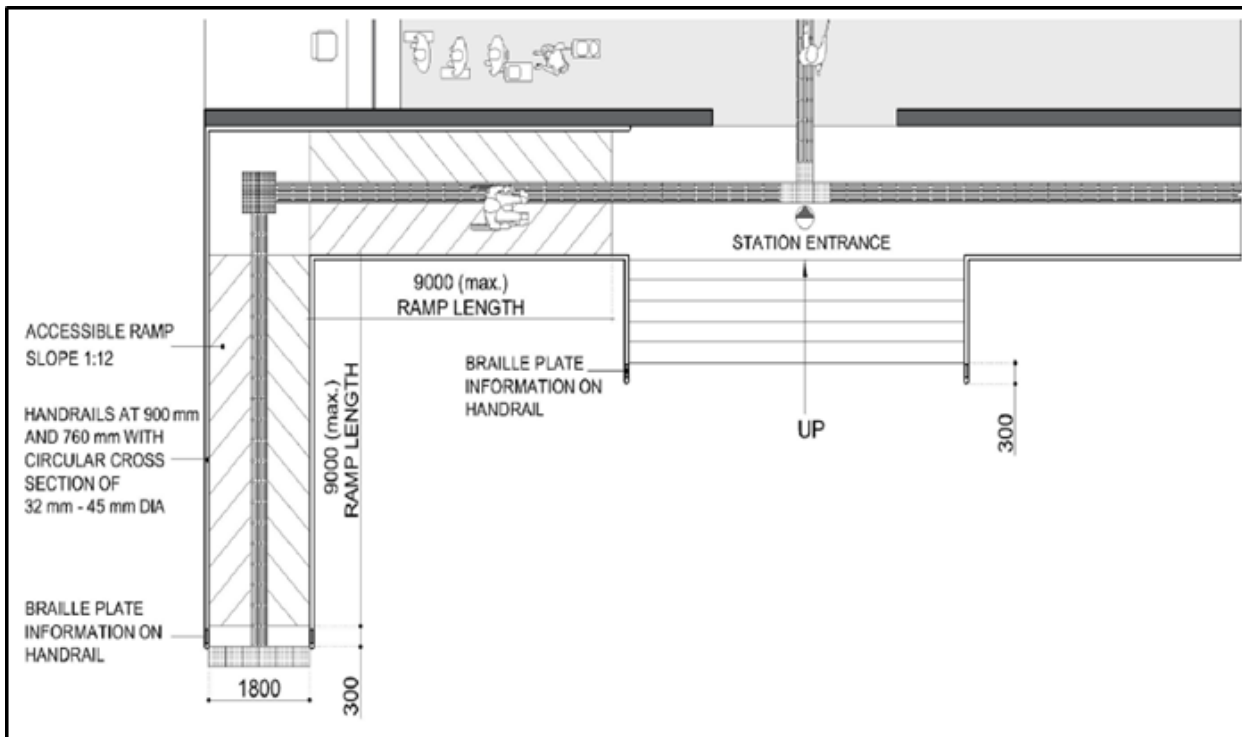 STATION ENTRANCE
9000 (max.)
RAMP LENGTH
ACCESSIBLE RAMP
SLOPE 1:12
BRAILLE PLATE
INFORMATION ON
HANDRAIL
9000 (max.)
RAMP LENGTH
HANDRAILS AT 900 mm
AND 760 mm WITH
CIRCULAR CROSS
SECTION OF
32 mm - 45 mm DIA
UP
300
BRAILLE PLATE
INFORMATION ON
HANDRAIL
1800
300